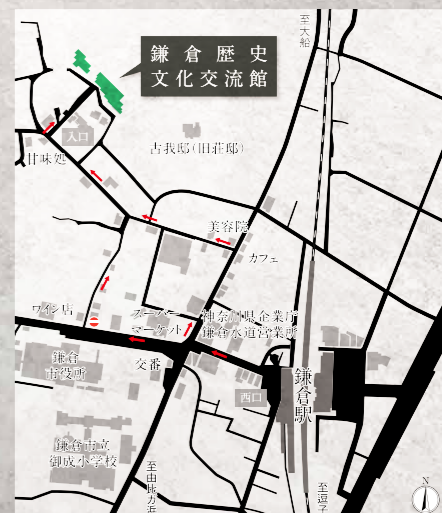 至大船
鎌倉歴史
文化交流館
入口
甘味処
古我邸（旧荘邸）
美容院
カフェ
ワイン店
スーパー
マーケット
神奈川県企業庁
鎌倉水道営業所
鎌倉
市役所
交番
西口
鎌倉駅
鎌倉市立
御成小学校
至由比ガ浜
至逗子
N